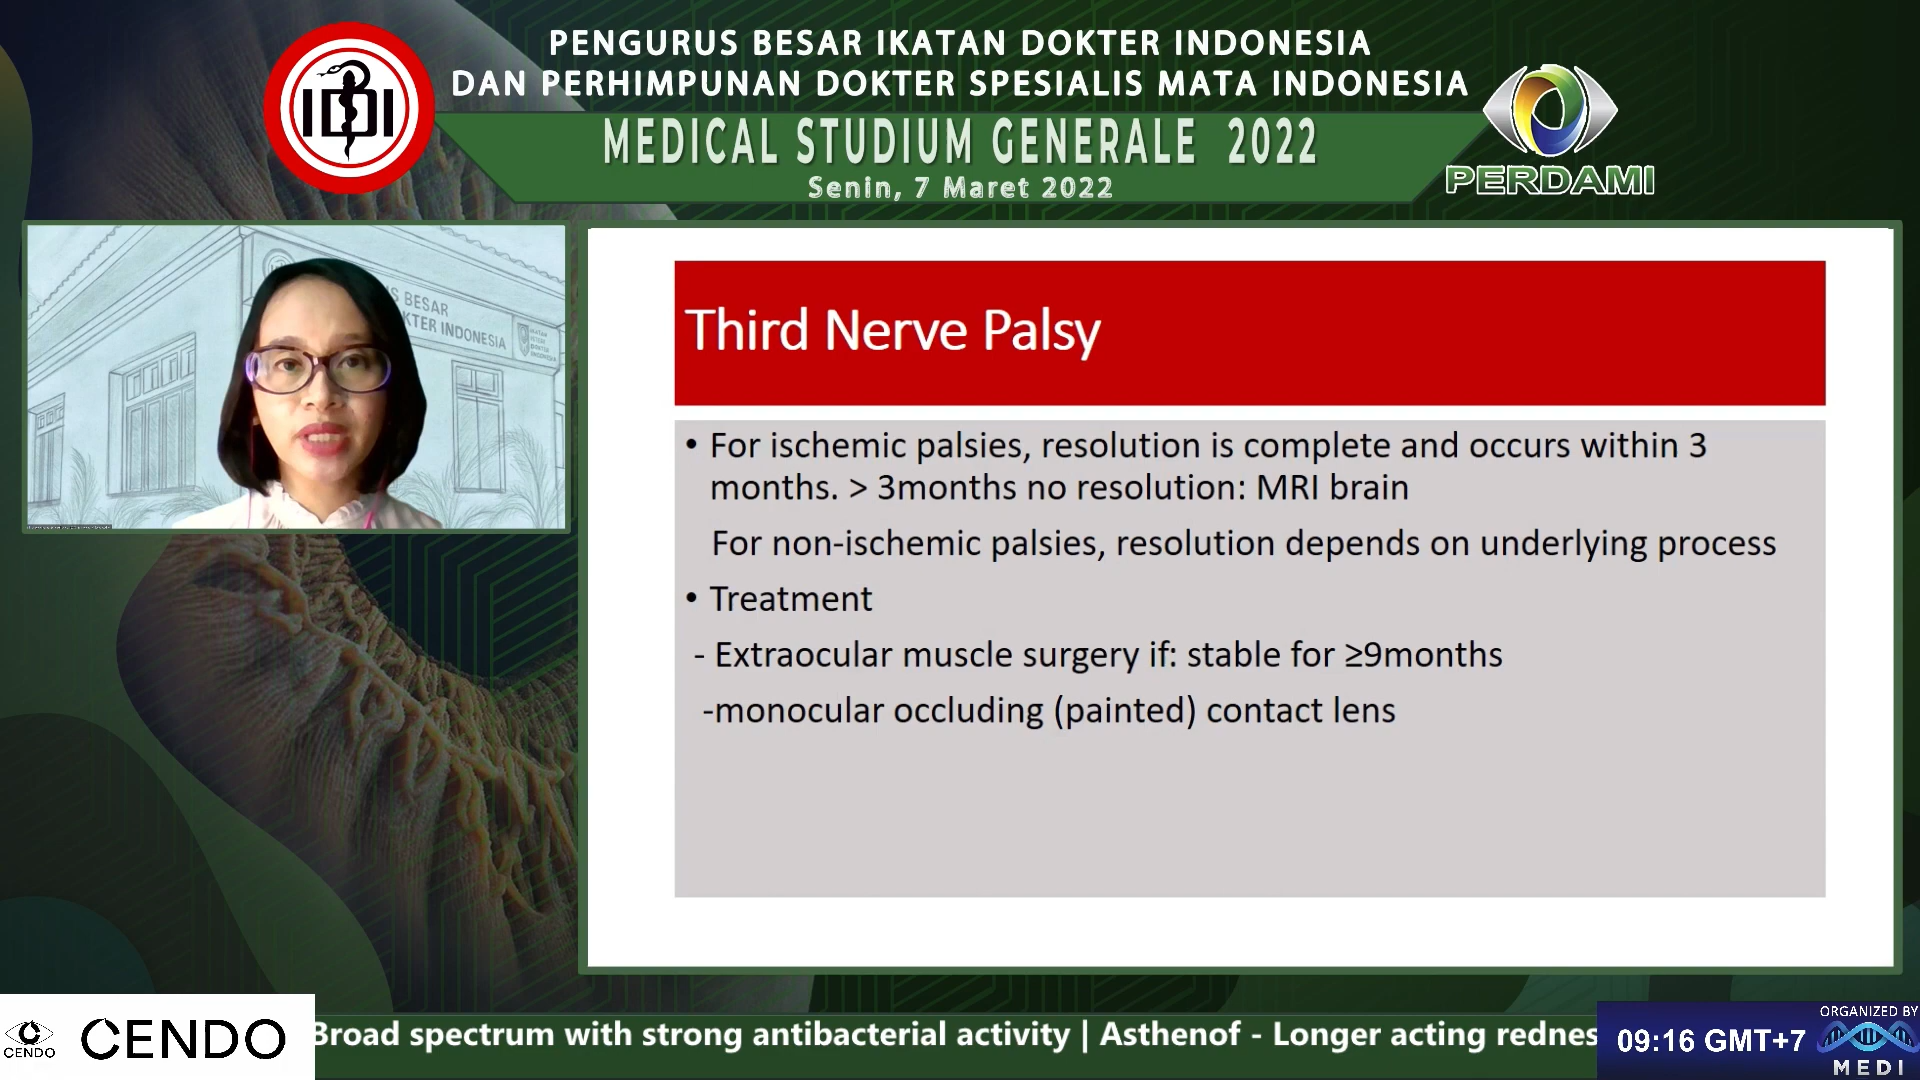 PENGURUS BESAR IKATAN DOKTER INDONESIA
DAN PERHIMPUNAN DOKTER SPESIALIS MATA INDONESIA
MEDICAL STUDIUM GENERALE 2022
Senin, 7 Maret 2022
IDI
PERDAMI
S BESAR
KTER INDONESIA
Third Nerve Palsy
• For ischemic palsies, resolution is complete and occurs within 3
months. > 3months no resolution: MRI brain
For non-ischemic palsies, resolution depends on underlying process
• Treatment
- Extraocular muscle surgery if: stable for ≥9months
-monocular occluding (painted) contact lens
CENDO
CENDO
Broad spectrum with strong antibacterial activity | Asthenof - Longer acting rednes
09:16 GMT+7
ORGANIZED BY
MEDI